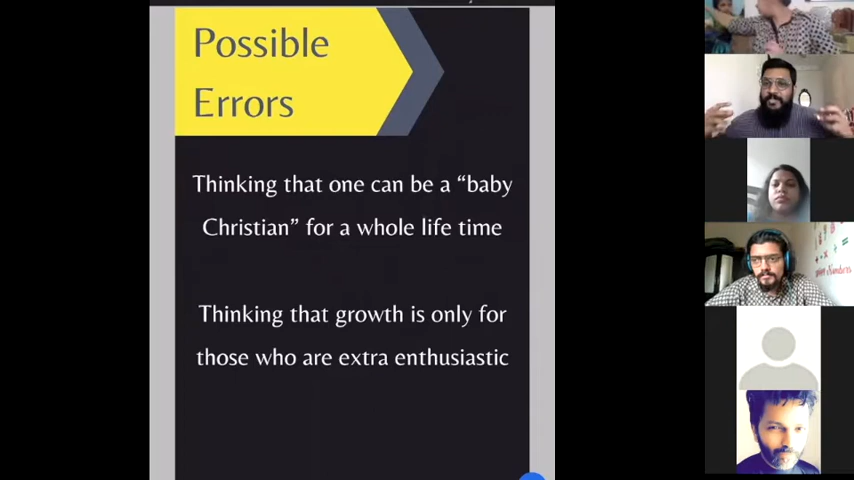 Possible
Errors
Thinking that one can be a “baby
Christian” for a whole life time
Thinking that growth is only for
those who are extra enthusiastic